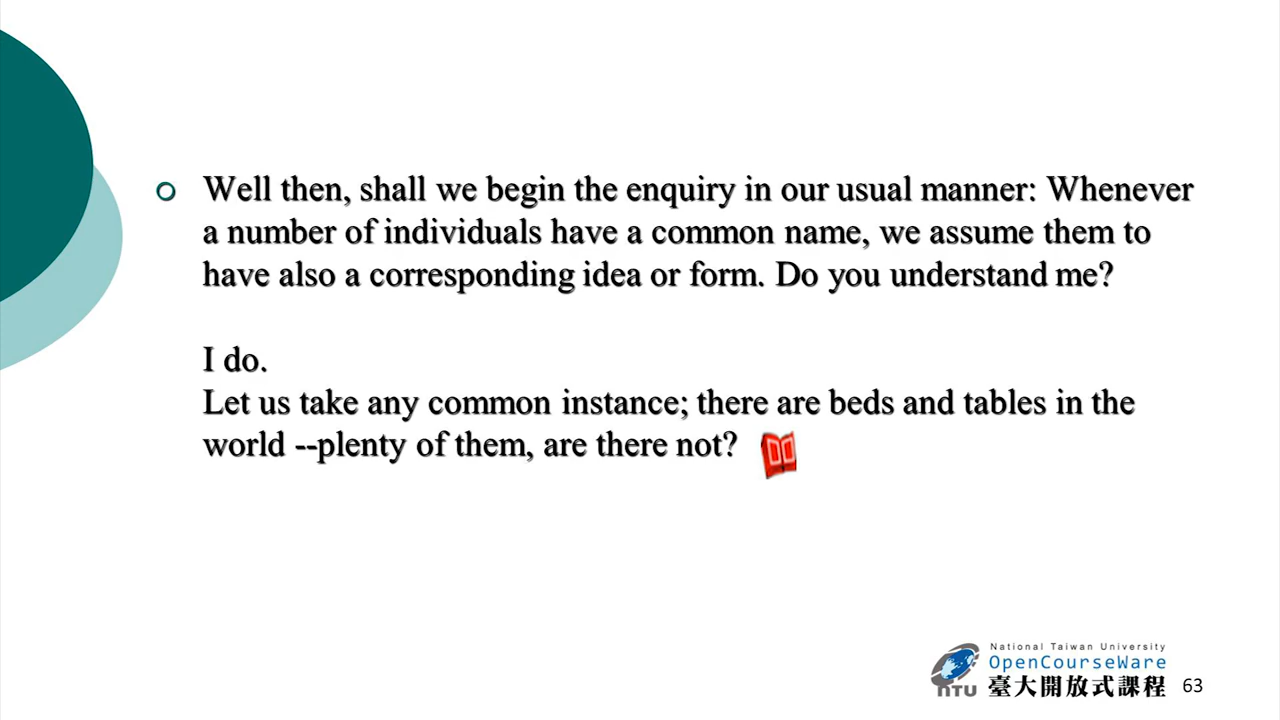 Well then, shall we begin the enquiry in our usual manner: Whenever
a number of individuals have a common name, we assume them to
have also a corresponding idea or form. Do you understand me?
I do.
Let us take any common instance; there are beds and tables in the
world --plenty of them, are there not?
National Taiwan University
OpenCourseWare
NTU
臺大開放式課程
63